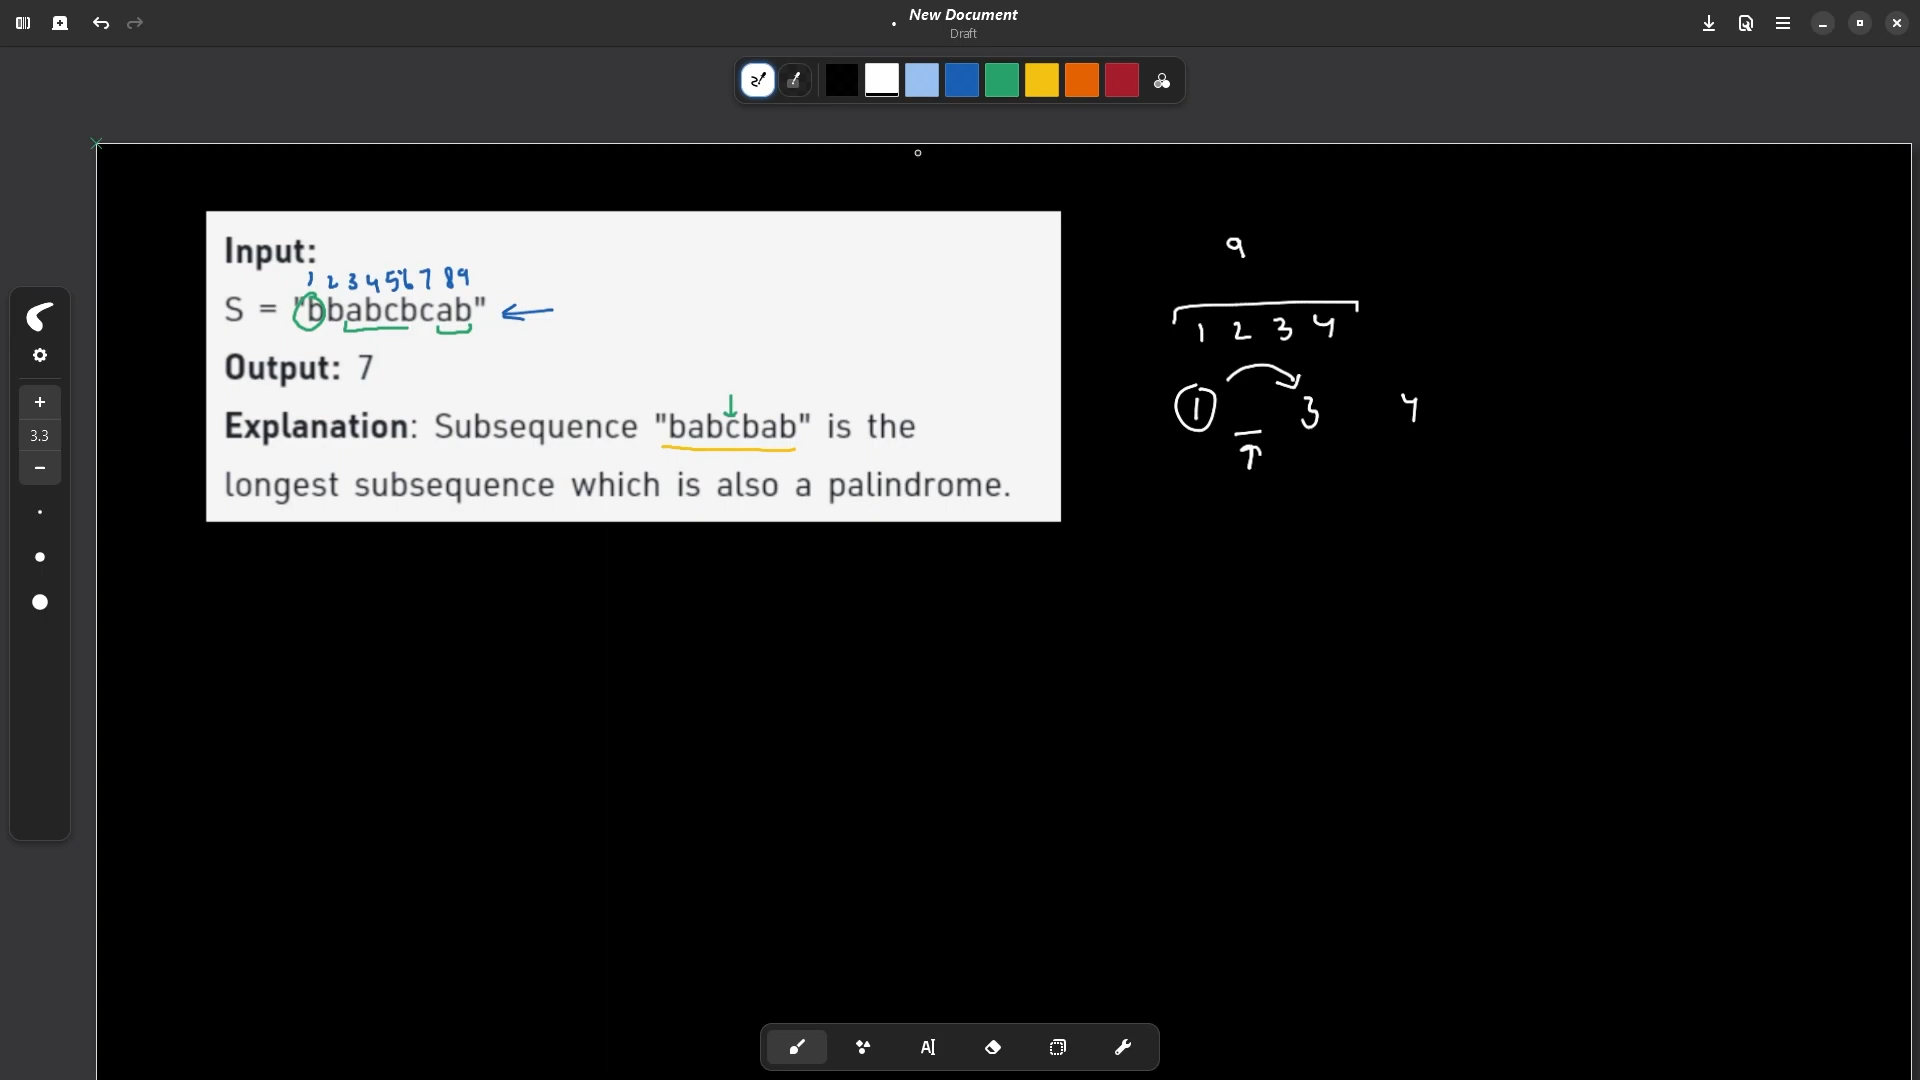 New Document
Draft
Input:
1 2 3 4 5 6 7 8 9
S = "bbabcbcab"
Output: 7
Explanation: Subsequence "babcbab" is the
longest subsequence which is also a palindrome.
9
1 2 3 4
1 3 4
+
3.3
−
AI